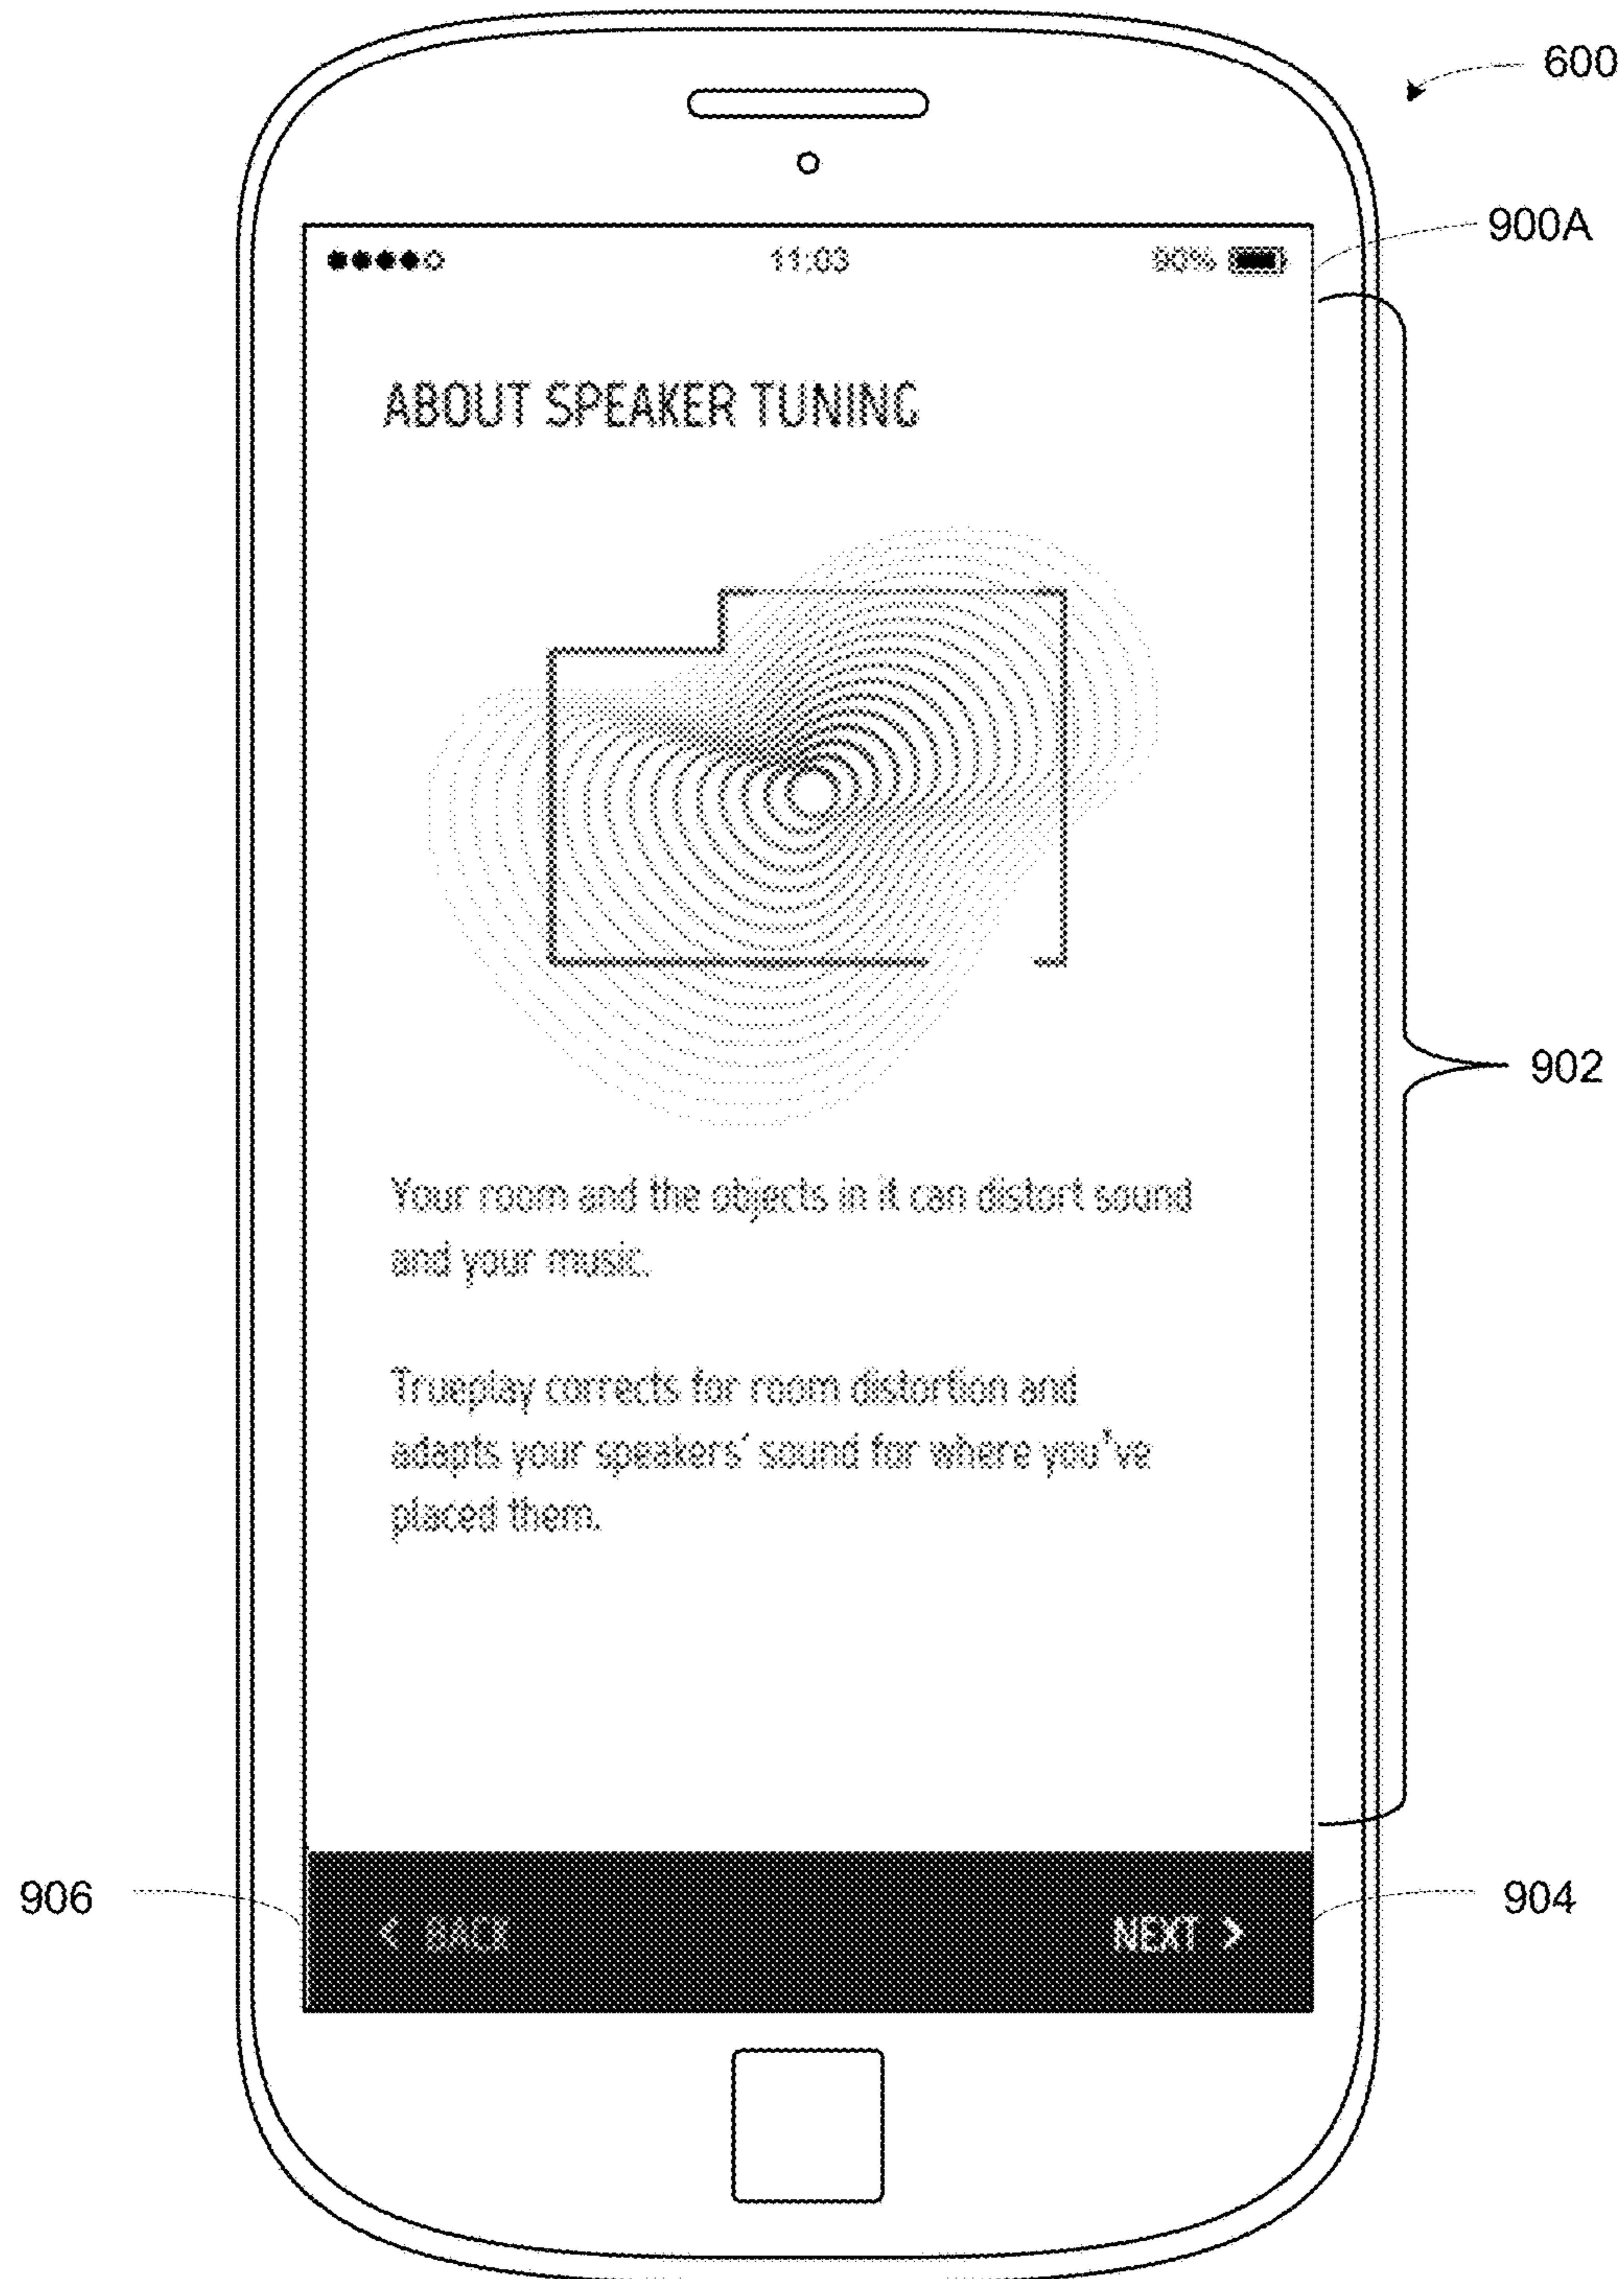 600
900A
11:03
90%
ABOUT SPEAKER TUNING
902
Your room and the objects in it can distort sound
and your music.
Trueplay corrects for room distortion and
adapts your speakers' sound for where you've
placed them.
906
904
< BACK
NEXT >